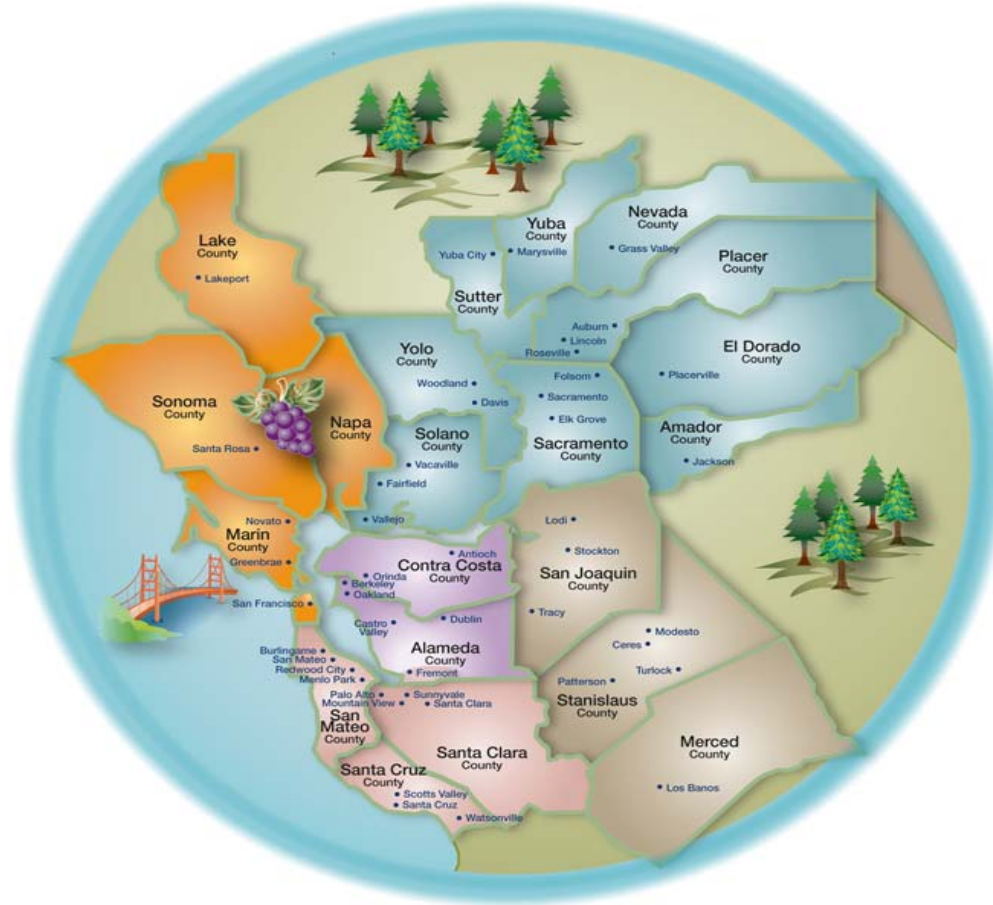 Lake
County
Lakeport
Yuba
County
Marysville
Nevada
County
Grass Valley
Yuba City
Sutter
County
Placer
County
Auburn
Lincoln
Roseville
El Dorado
County
Placerville
Yolo
County
Woodland
Davis
Folsom
Sacramento
Elk Grove
Sacramento
County
Amador
County
Jackson
Sonoma
County
Santa Rosa
Napa
County
Solano
County
Vacaville
Fairfield
Vallejo
Novato
Marin
County
Greenbrae
San Francisco
Antioch
Contra Costa
County
Orinda
Berkeley
Oakland
Castro
Valley
Dublin
Alameda
County
Fremont
Lodi
Stockton
San Joaquin
County
Tracy
Modesto
Ceres
Turlock
Patterson
Stanislaus
County
Burlingame
San Mateo
Redwood City
Menlo Park
Palo Alto
Mountain View
Sunnyvale
Santa Clara
San
Mateo
County
Santa Clara
County
Merced
County
Los Banos
Santa Cruz
County
Scotts Valley
Santa Cruz
Watsonville